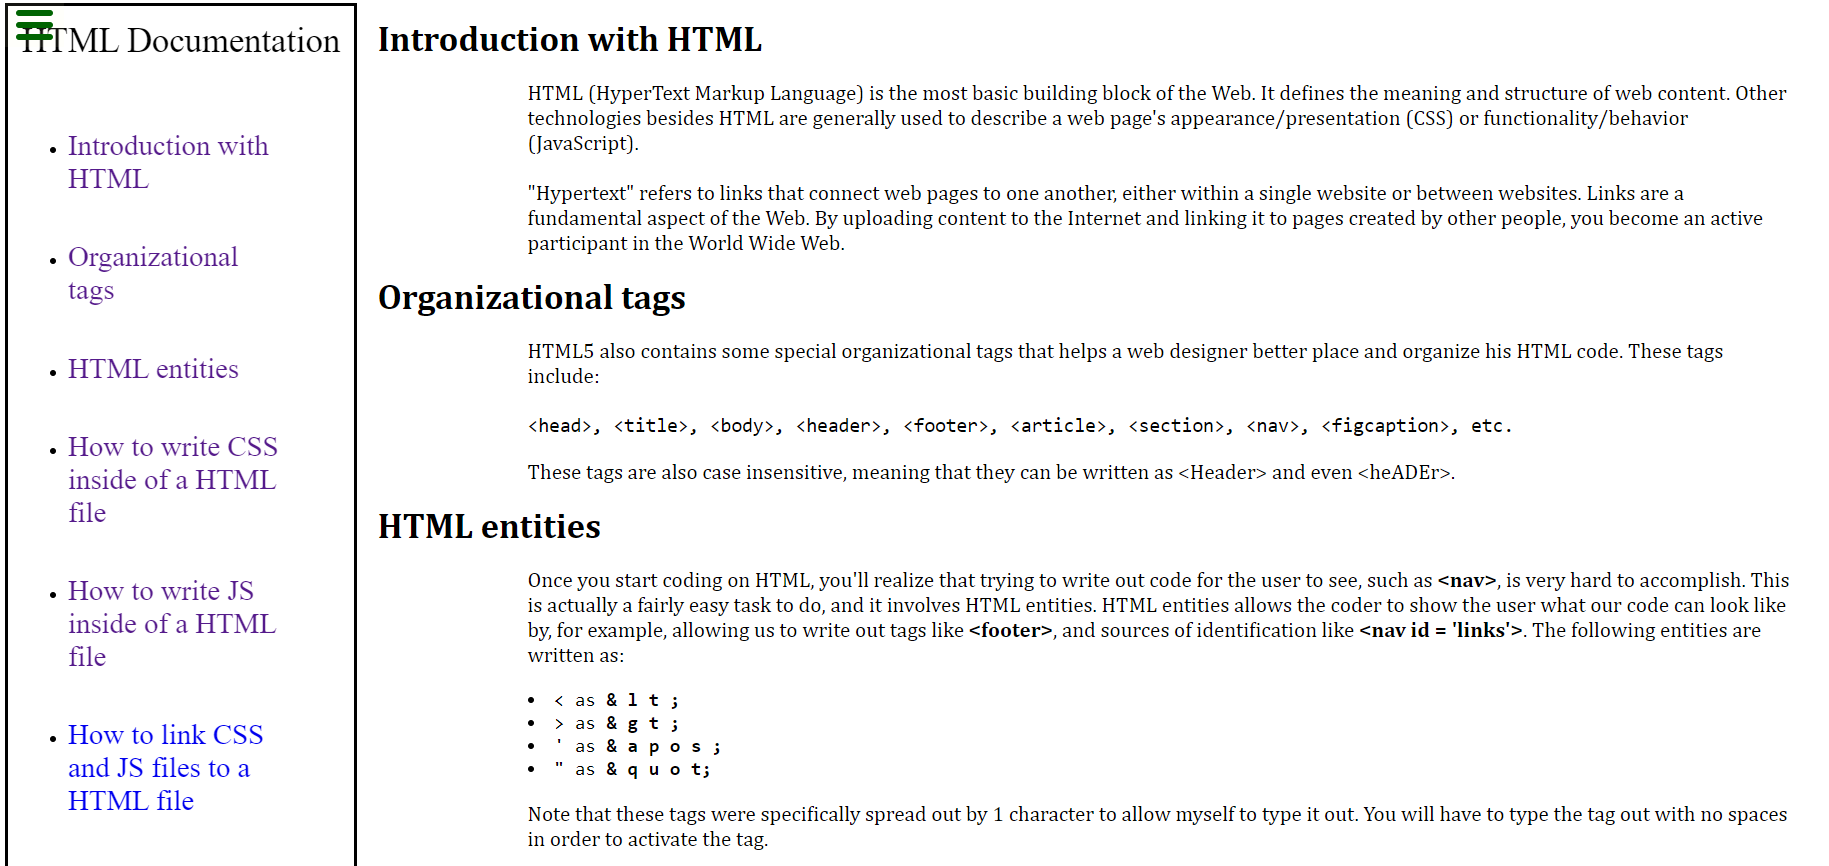 HTML Documentation
Introduction with
HTML
Organizational
tags
HTML entities
How to write CSS
inside of a HTML
file
How to write JS
inside of a HTML
file
How to link CSS
and JS files to a
HTML file
Introduction with HTML
HTML (HyperText Markup Language) is the most basic building block of the Web. It defines the meaning and structure of web content. Other
technologies besides HTML are generally used to describe a web page's appearance/presentation (CSS) or functionality/behavior
(JavaScript).
"Hypertext" refers to links that connect web pages to one another, either within a single website or between websites. Links are a
fundamental aspect of the Web. By uploading content to the Internet and linking it to pages created by other people, you become an active
participant in the World Wide Web.
Organizational tags
HTML5 also contains some special organizational tags that helps a web designer better place and organize his HTML code. These tags
include:
<head>, <title>, <body>, <header>, <footer>, <article>, <section>, <nav>, <figcaption>, etc.
These tags are also case insensitive, meaning that they can be written as <Header> and even <heADEr>.
HTML entities
Once you start coding on HTML, you'll realize that trying to write out code for the user to see, such as <nav>, is very hard to accomplish. This
is actually a fairly easy task to do, and it involves HTML entities. HTML entities allows the coder to show the user what our code can look like
by, for example, allowing us to write out tags like <footer>, and sources of identification like <nav id = 'links'>. The following entities are
written as:
• < as & l t ;
• > as & g t ;
• ' as & a p o s ;
• " as & q u o t;
Note that these tags were specifically spread out by 1 character to allow myself to type it out. You will have to type the tag out with no spaces
in order to activate the tag.